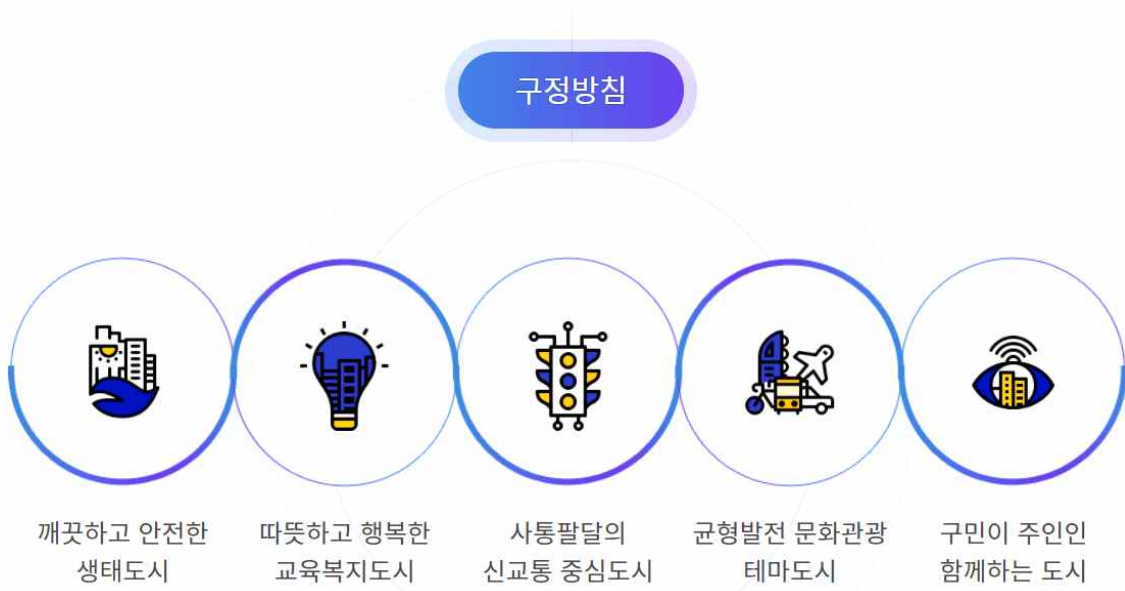 구정방침
깨끗하고 안전한
생태도시
따뜻하고 행복한
교육복지도시
사통팔달의
신교통 중심도시
균형발전 문화관광
테마도시
구민이 주인인
함께하는 도시